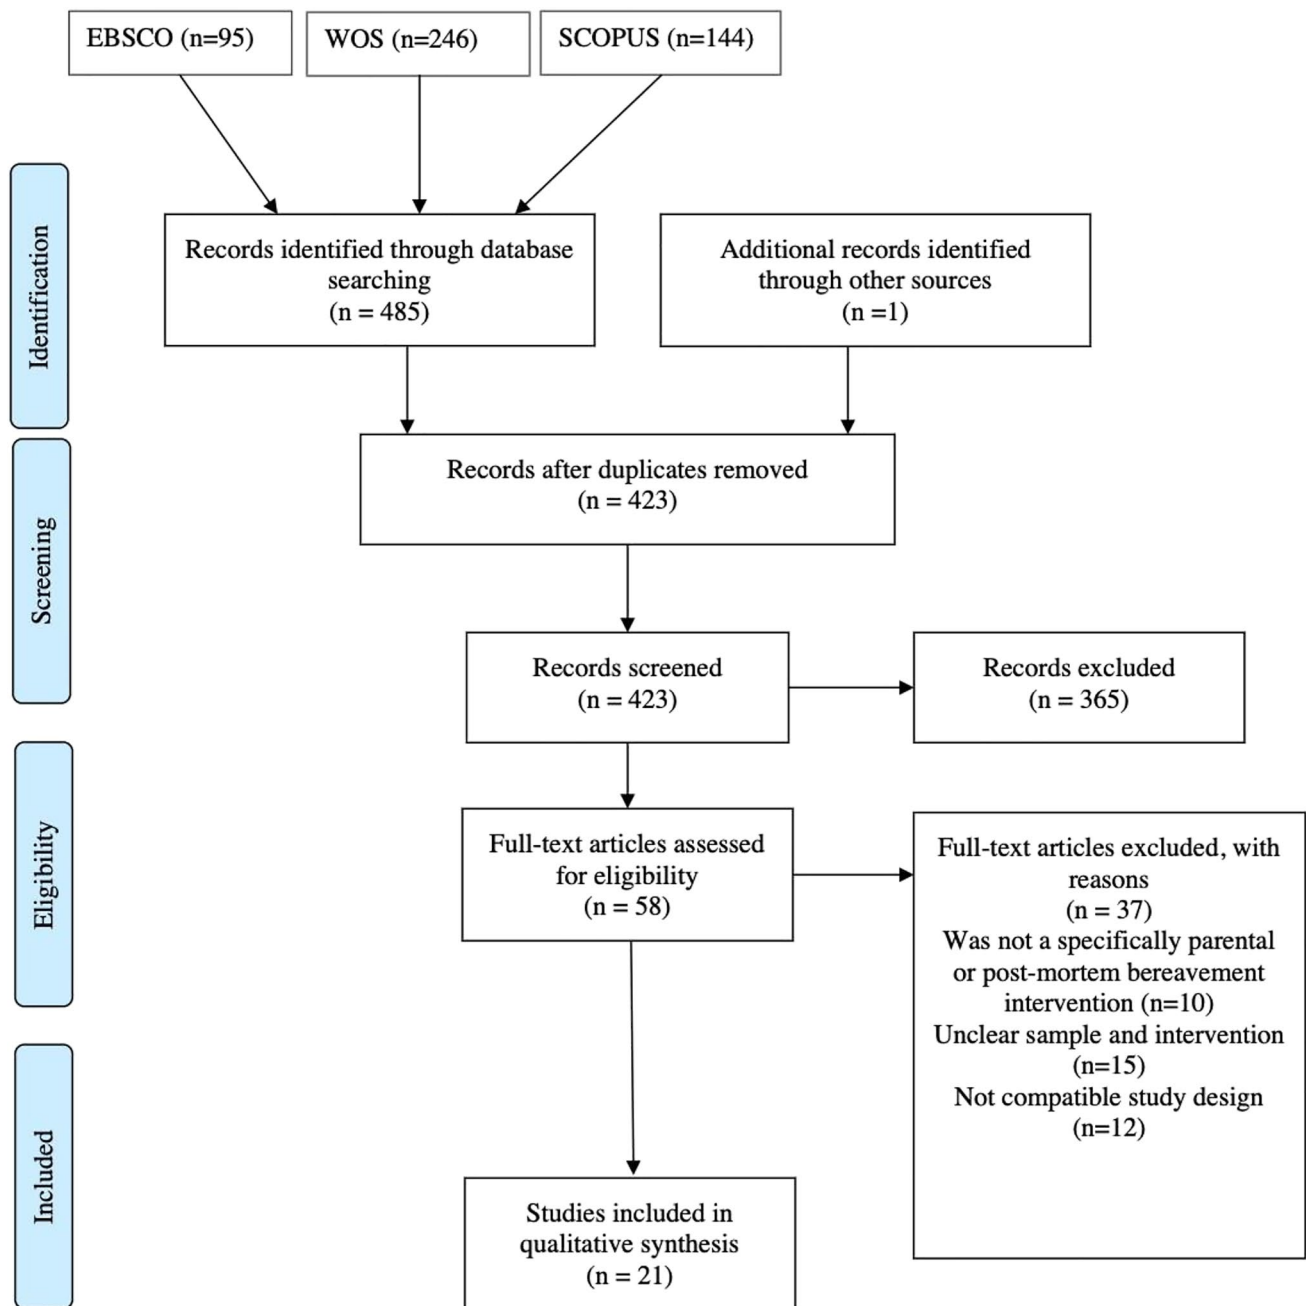 EBSCO (n=95)
WOS (n=246)
SCOPUS (n=144)
Identification
Records identified through database
searching
(n = 485)
Additional records identified
through other sources
(n =1)
Screening
Records after duplicates removed
(n = 423)
Records screened
(n = 423)
Records excluded
(n = 365)
Eligibility
Full-text articles assessed
for eligibility
(n = 58)
Full-text articles excluded, with
reasons
(n = 37)
Was not a specifically parental
or post-mortem bereavement
intervention (n=10)
Unclear sample and intervention
(n=15)
Not compatible study design
(n=12)
Included
Studies included in
qualitative synthesis
(n = 21)